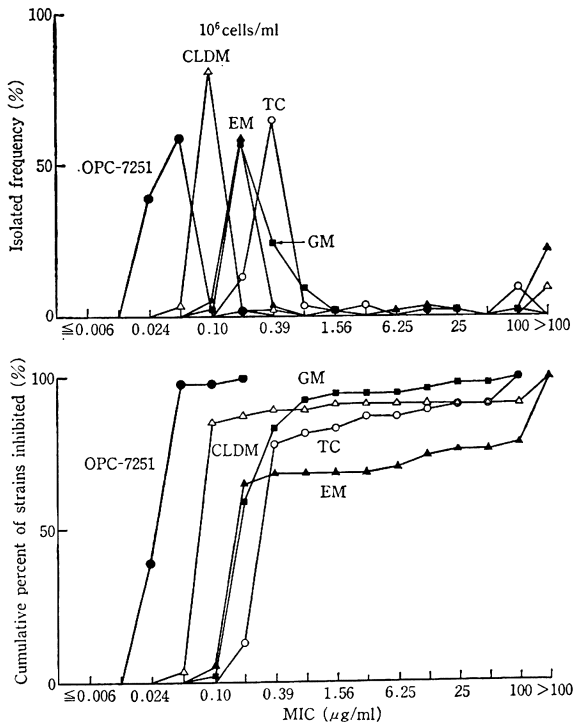 100
10⁶cells/ml
CLDM
TC
EM
Isolated frequency (%)
50
OPC-7251
GM
0
≦0.006 0.024 0.10 0.39 1.56 6.25 25 100 >100
100
GM
Cumulative percent of strains inhibited (%)
OPC-7251
CLDM
TC
EM
50
0
≦0.006 0.024 0.10 0.39 1.56 6.25 25 100 >100
MIC (μg/ml)